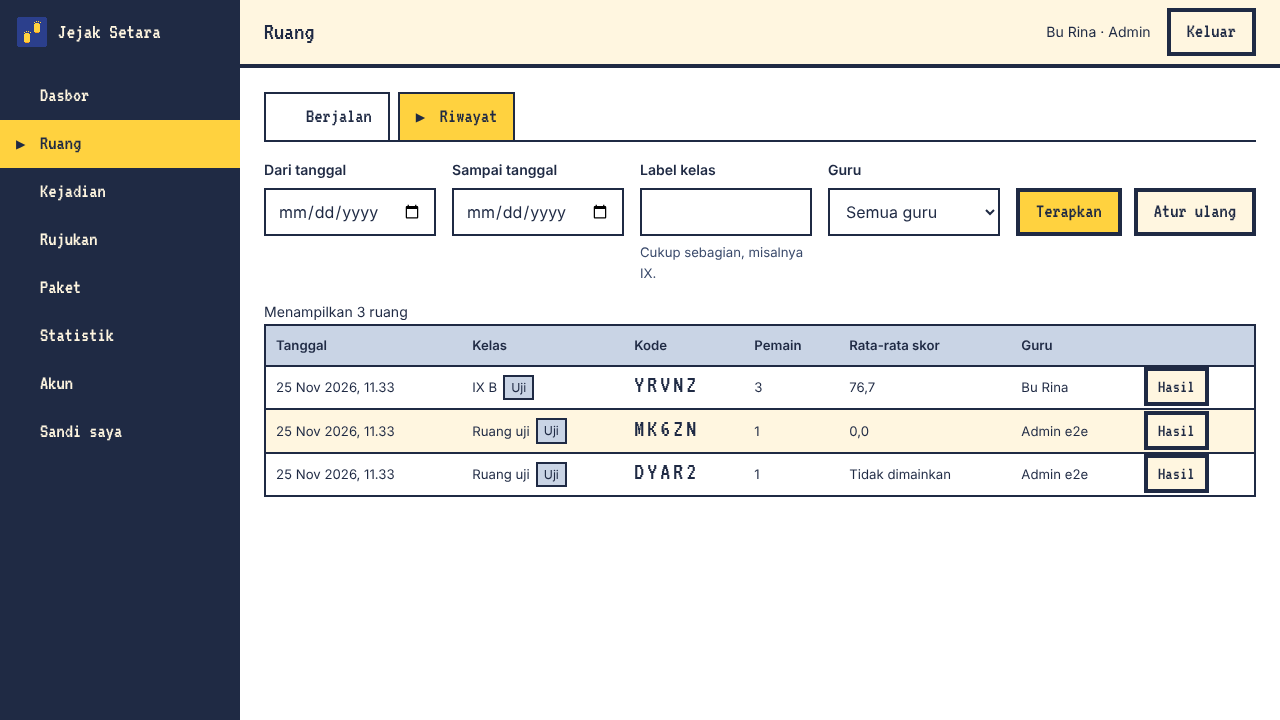 Jejak Setara
Dasbor
▶ Ruang
Kejadian
Rujukan
Paket
Statistik
Akun
Sandi saya
Ruang
Bu Rina · Admin
Keluar
Berjalan
▶ Riwayat
Dari tanggal
Sampai tanggal
Label kelas
Guru
mm/dd/yyyy
mm/dd/yyyy
Semua guru
Terapkan
Atur ulang
Cukup sebagian, misalnya
IX.
Menampilkan 3 ruang
Tanggal Kelas Kode Pemain Rata-rata skor Guru
25 Nov 2026, 11.33 IX B Uji YRVNZ 3 76,7 Bu Rina Hasil
25 Nov 2026, 11.33 Ruang uji Uji MK6ZN 1 0,0 Admin e2e Hasil
25 Nov 2026, 11.33 Ruang uji Uji DYAR2 1 Tidak dimainkan Admin e2e Hasil